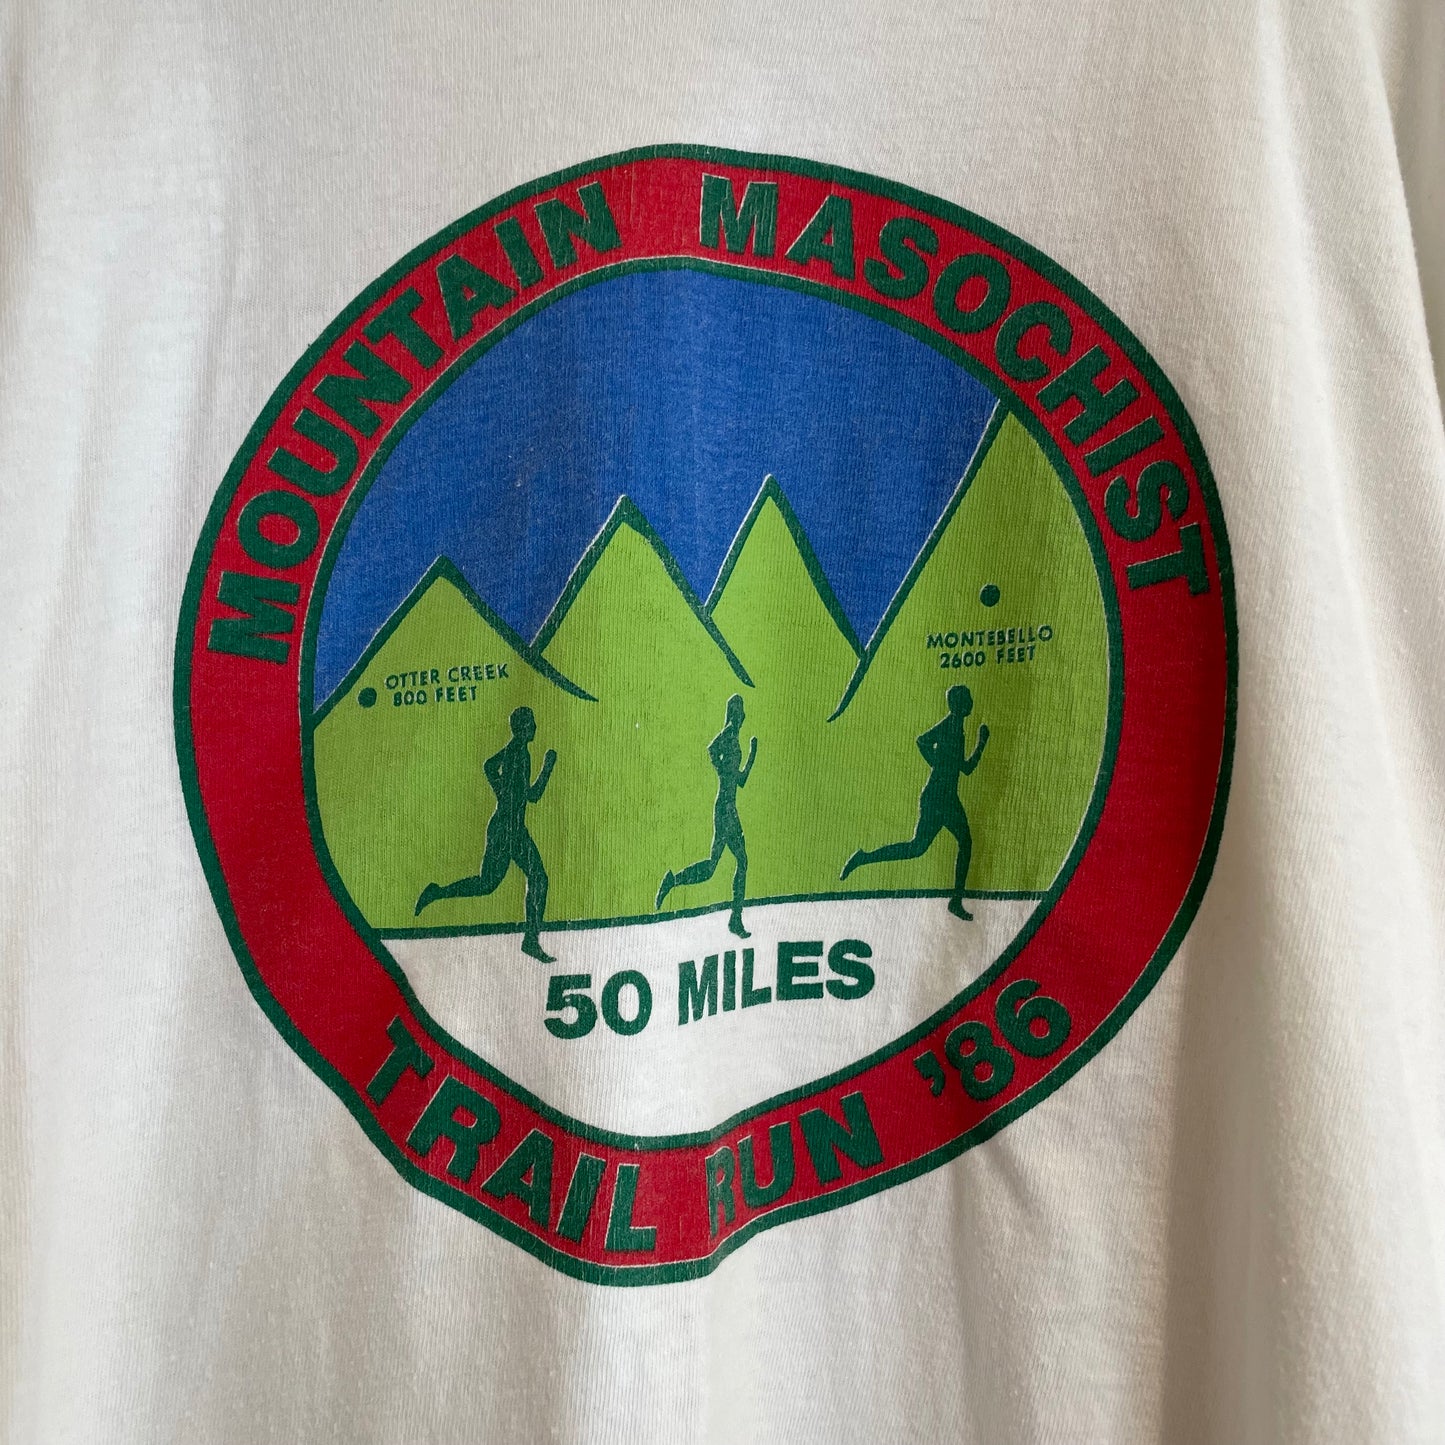 MOUNTAIN MASOCHIST
OTTER CREEK
800 FEET
MONTEBELLO
2600 FEET
50 MILES
TRAIL RUN '86